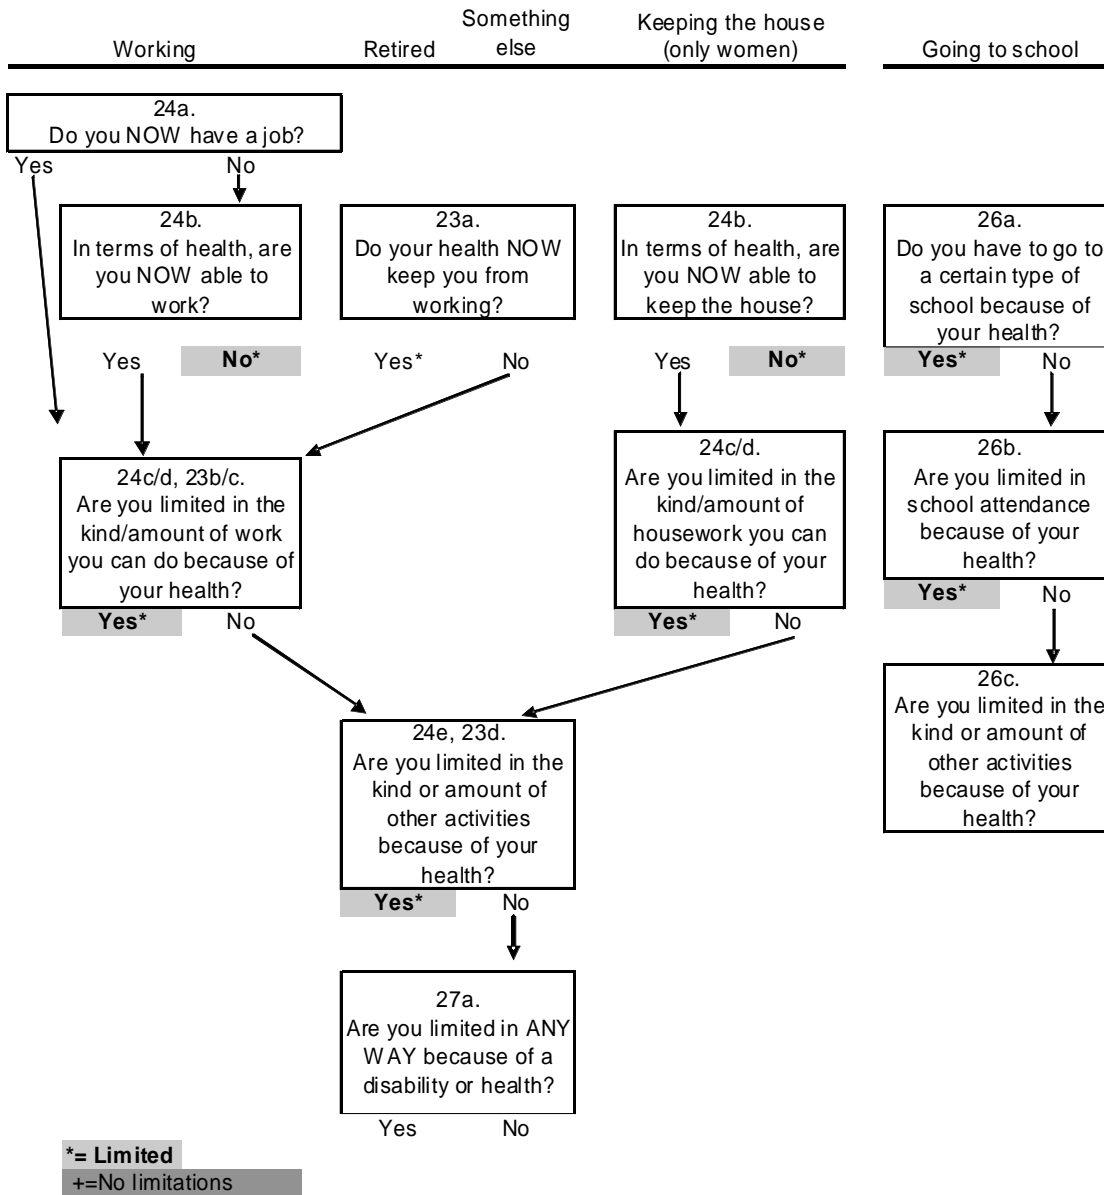 Working
Retired
Something
else
Keeping the house
(only women)
Going to school
24a.
Do you NOW have a job?
Yes
No
24b.
In terms of health, are
you NOW able to
work?
Yes
No*
23a.
Do your health NOW
keep you from
working?
Yes*
No
24b.
In terms of health, are
you NOW able to
keep the house?
Yes
No*
26a.
Do you have to go to
a certain type of
school because of
your health?
Yes*
No
24c/d, 23b/c.
Are you limited in the
kind/amount of work
you can do because of
your health?
Yes*
No
24c/d.
Are you limited in the
kind/amount of
housework you can
do because of your
health?
Yes*
No
26b.
Are you limited in
school attendance
because of your
health?
Yes*
No
24e, 23d.
Are you limited in the
kind or amount of
other activities
because of your
health?
Yes*
No
26c.
Are you limited in the
kind or amount of
other activities
because of your
health?
27a.
Are you limited in ANY
WAY because of a
disability or health?
Yes
No
*= Limited
+=No limitations